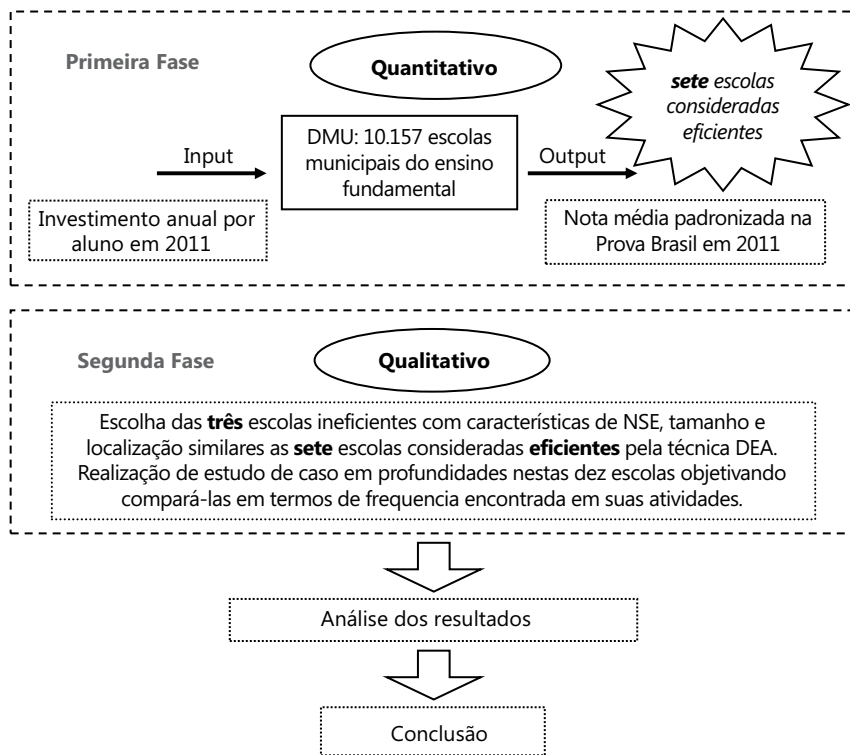 Primeira Fase
Quantitativo
sete escolas
consideradas
eficientes
Input
DMU: 10.157 escolas
municipais do ensino
fundamental
Output
Investimento anual por
aluno em 2011
Nota média padronizada na
Prova Brasil em 2011
Segunda Fase
Qualitativo
Escolha das três escolas ineficientes com características de NSE, tamanho e
localização similares as sete escolas consideradas eficientes pela técnica DEA.
Realização de estudo de caso em profundidades nestas dez escolas objetivando
compará-las em termos de frequencia encontrada em suas atividades.
Análise dos resultados
Conclusão